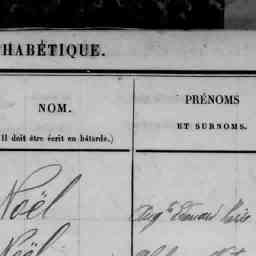 HABÉTIQUE.
NOM.
Il doit être écrit en bâtarde.)
PRÉNOMS
ET SURNOMS.
Noël
Noël